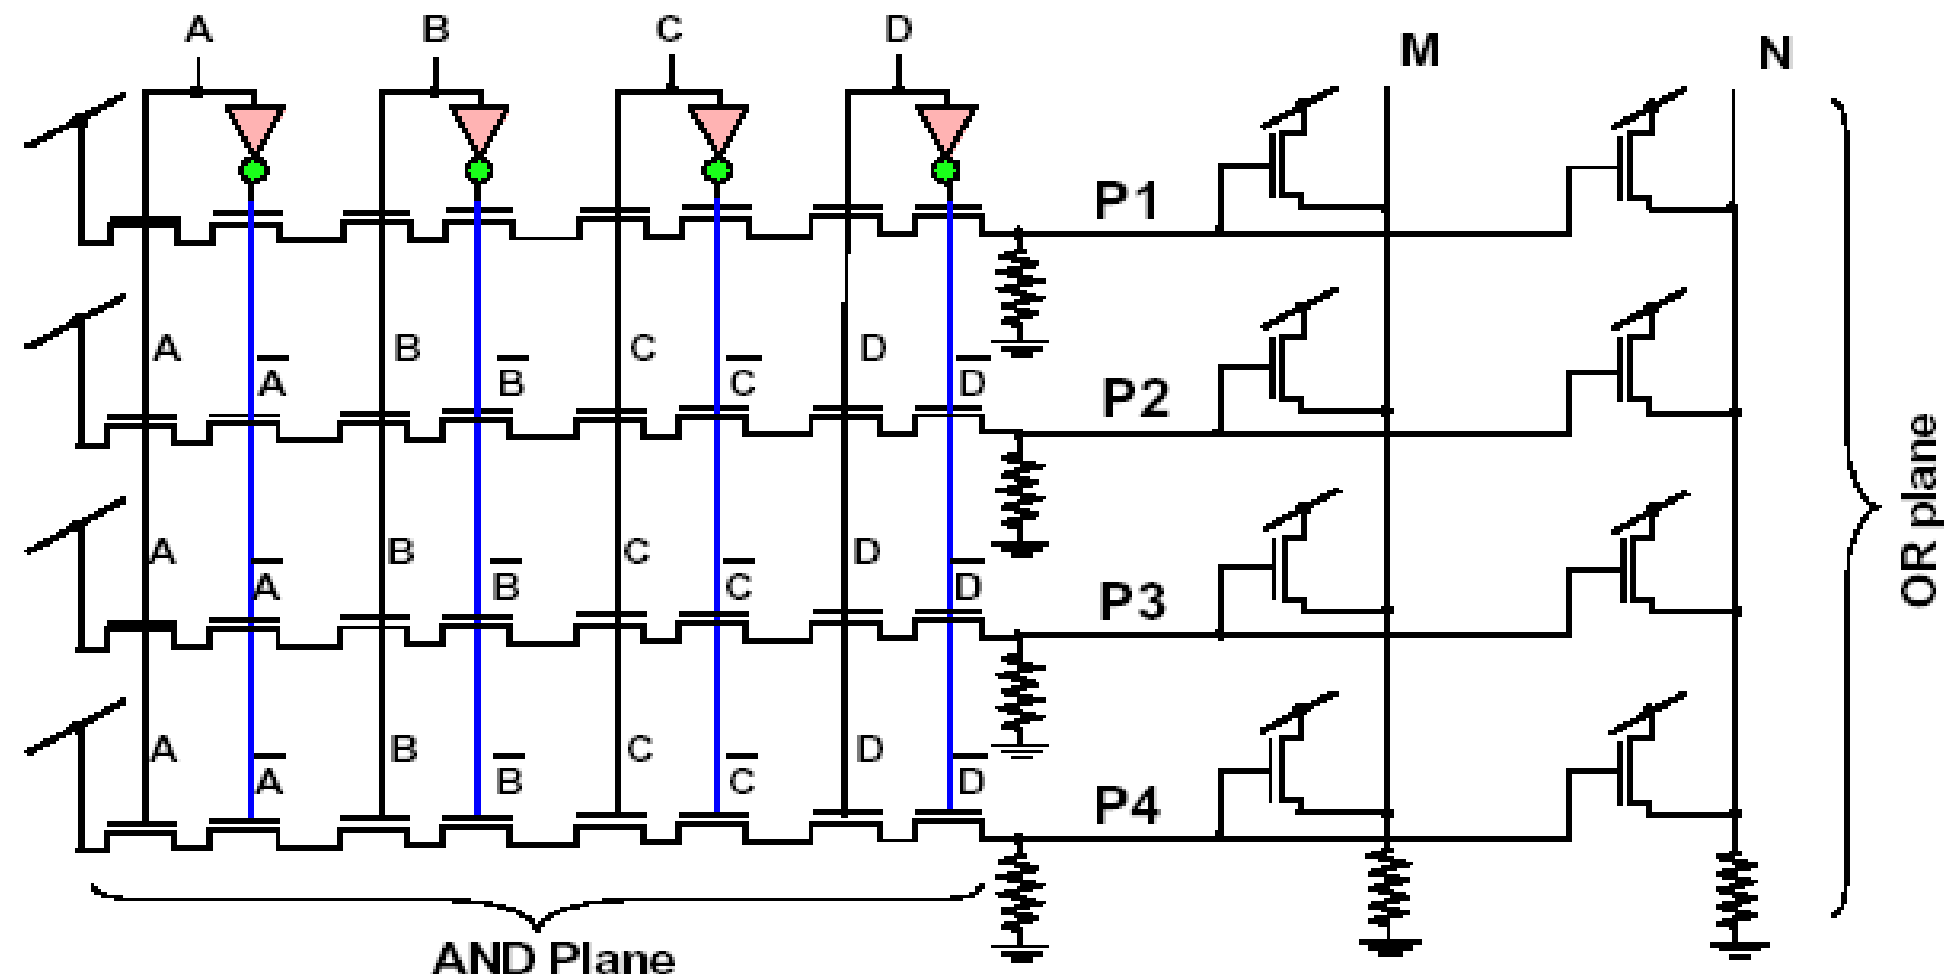 A B C D M N
P1
A B C D
A̅ B̅ C̅ D̅
P2
A B C D
A̅ B̅ C̅ D̅
P3
A B C D
A̅ B̅ C̅ D̅
P4
OR plane
AND Plane